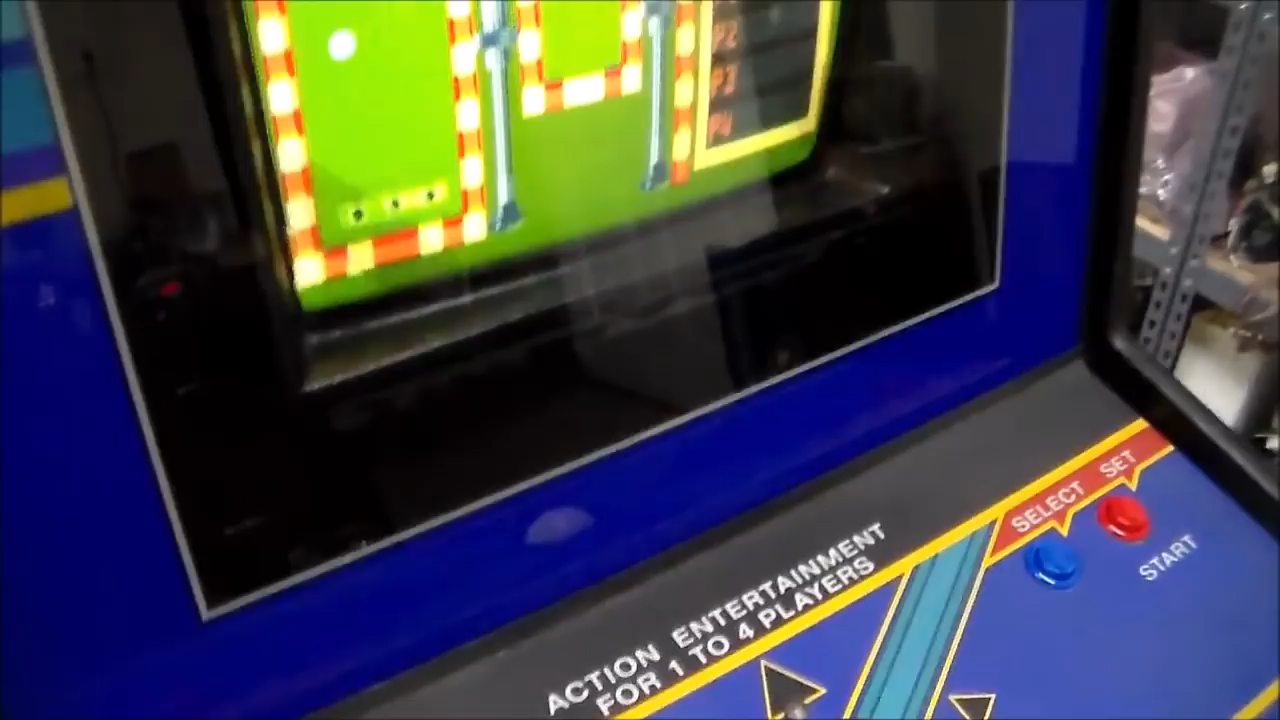 P2
P3
P4
SELECT SET
START
ACTION ENTERTAINMENT
FOR 1 TO 4 PLAYERS